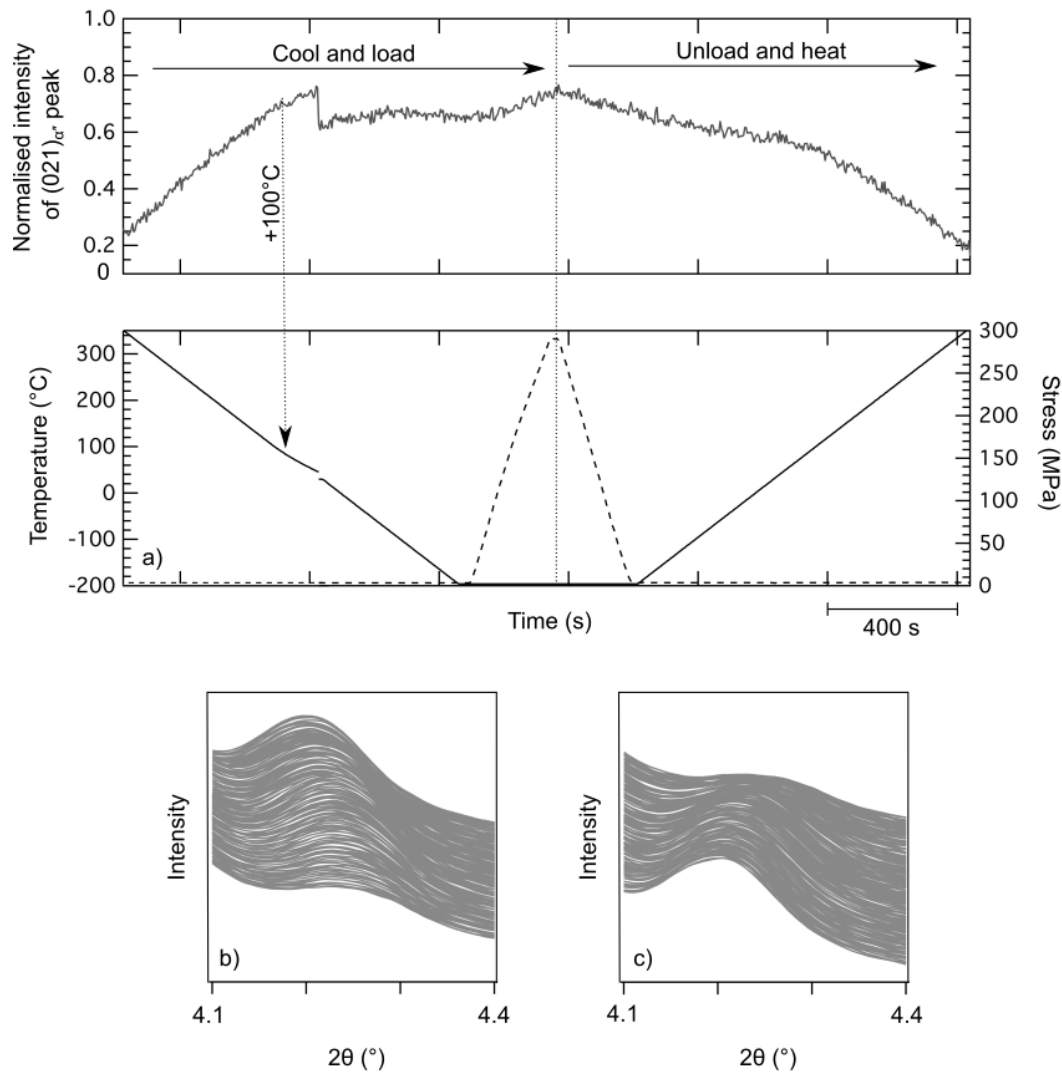 1.0
0.8
0.6
0.4
0.2
0
Normalised intensity
of (021)α" peak
Cool and load
Unload and heat
+100°C
300
200
100
0
-100
-200
Temperature (°C)
300
250
200
150
100
50
0
Stress (MPa)
a)
Time (s)
400 s
Intensity
b)
4.1
4.4
2θ (°)
Intensity
c)
4.1
4.4
2θ (°)